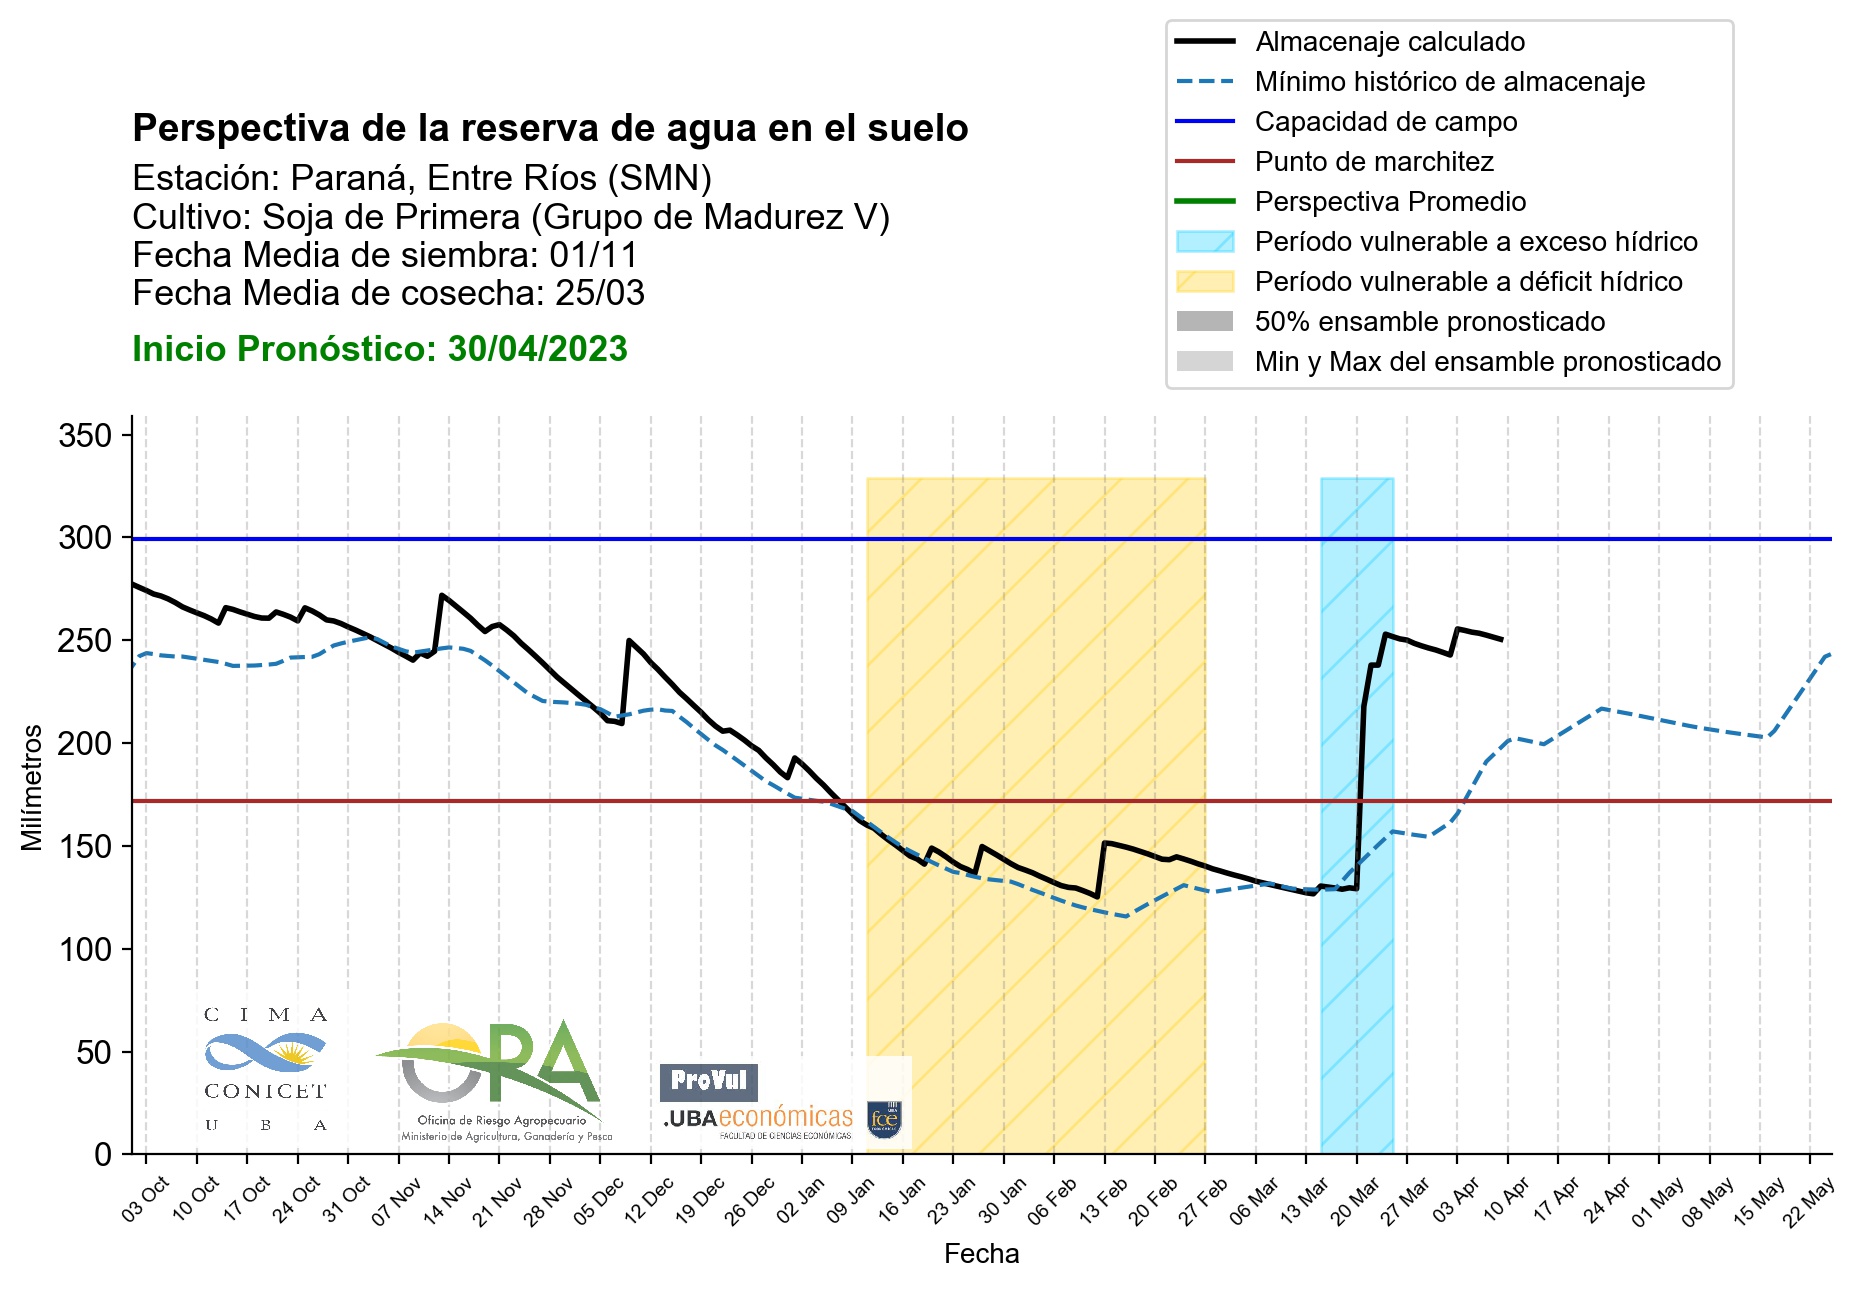 Almacenaje calculado
Mínimo histórico de almacenaje
Capacidad de campo
Punto de marchitez
Perspectiva Promedio
Período vulnerable a exceso hídrico
Período vulnerable a déficit hídrico
50% ensamble pronosticado
Min y Max del ensamble pronosticado
Perspectiva de la reserva de agua en el suelo
Estación: Paraná, Entre Ríos (SMN)
Cultivo: Soja de Primera (Grupo de Madurez V)
Fecha Media de siembra: 01/11
Fecha Media de cosecha: 25/03
Inicio Pronóstico: 30/04/2023
350
300
250
200
150
100
50
0
Milímetros
CIMA
CONICET
UBA
ORA
Oficina de Riesgo Agropecuario
Ministerio de Agricultura, Ganadería y Pesca
ProVul
.UBAeconómicas
FACULTAD DE CIENCIAS ECONÓMICAS
UBA
fce
ECONÓMICAS
03 Oct
10 Oct
17 Oct
24 Oct
31 Oct
07 Nov
14 Nov
21 Nov
28 Nov
05 Dec
12 Dec
19 Dec
26 Dec
02 Jan
09 Jan
16 Jan
23 Jan
30 Jan
06 Feb
13 Feb
20 Feb
27 Feb
06 Mar
13 Mar
20 Mar
27 Mar
03 Apr
10 Apr
17 Apr
24 Apr
01 May
08 May
15 May
22 May
Fecha